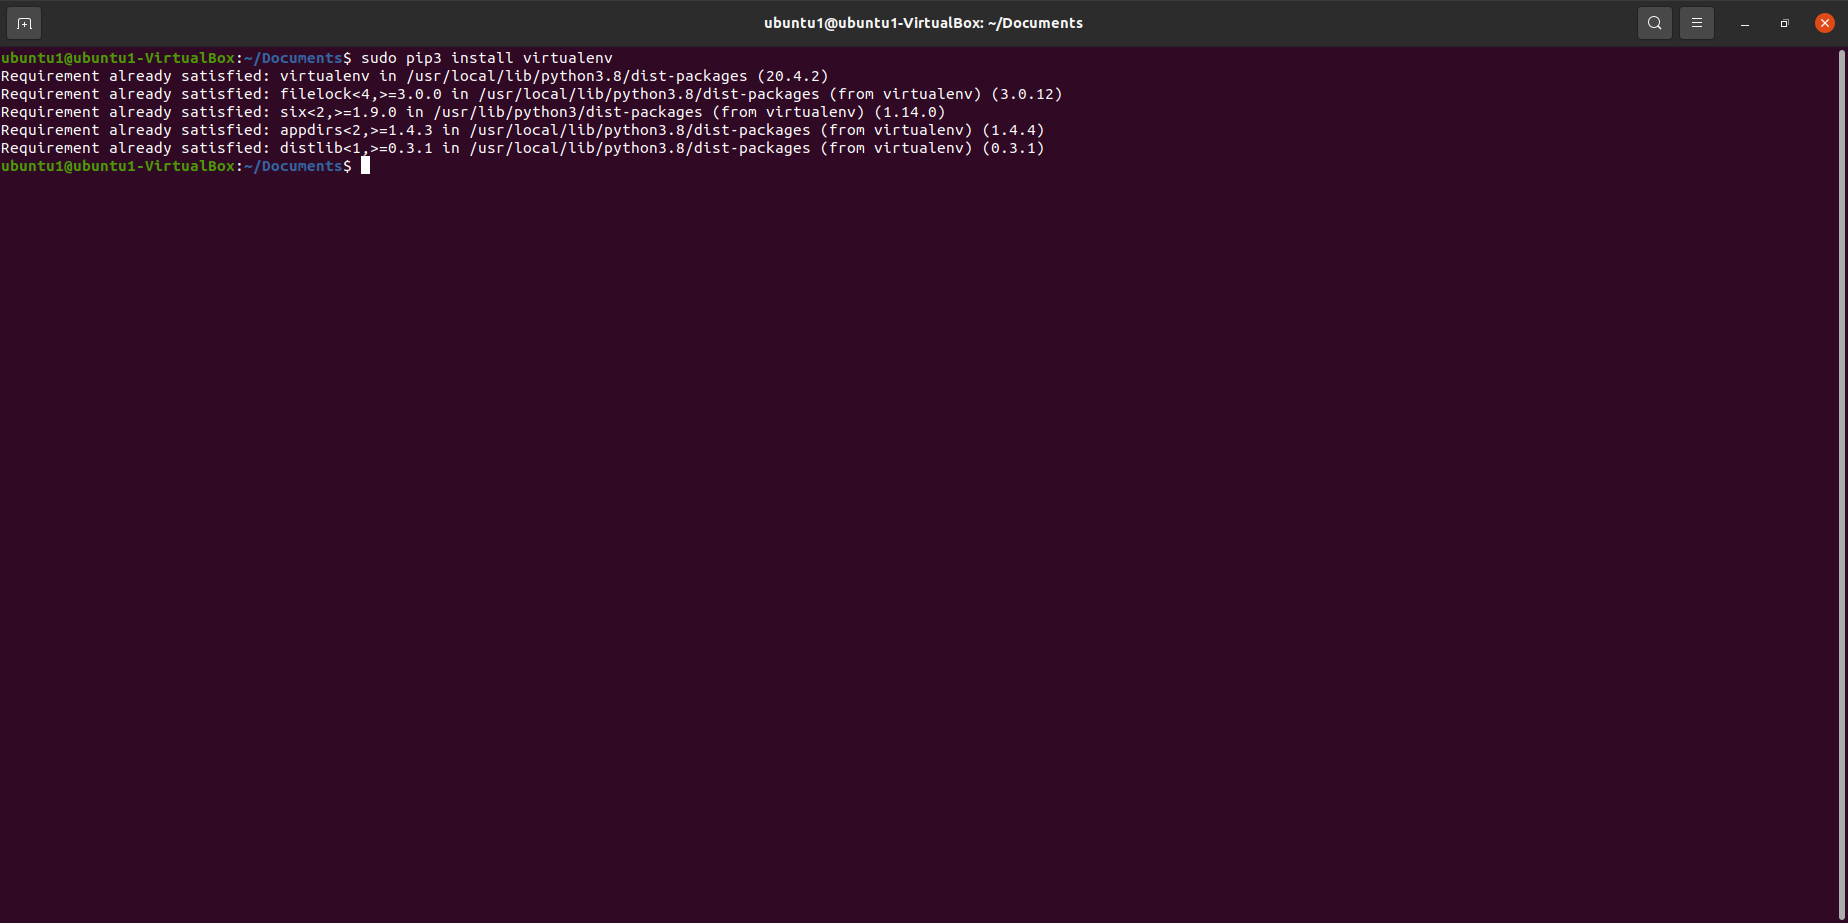 ubuntu1@ubuntu1-VirtualBox: ~/Documents
ubuntu1@ubuntu1-VirtualBox:~/Documents$ sudo pip3 install virtualenv
Requirement already satisfied: virtualenv in /usr/local/lib/python3.8/dist-packages (20.4.2)
Requirement already satisfied: filelock<4,>=3.0.0 in /usr/local/lib/python3.8/dist-packages (from virtualenv) (3.0.12)
Requirement already satisfied: six<2,>=1.9.0 in /usr/lib/python3/dist-packages (from virtualenv) (1.14.0)
Requirement already satisfied: appdirs<2,>=1.4.3 in /usr/local/lib/python3.8/dist-packages (from virtualenv) (1.4.4)
Requirement already satisfied: distlib<1,>=0.3.1 in /usr/local/lib/python3.8/dist-packages (from virtualenv) (0.3.1)
ubuntu1@ubuntu1-VirtualBox:~/Documents$